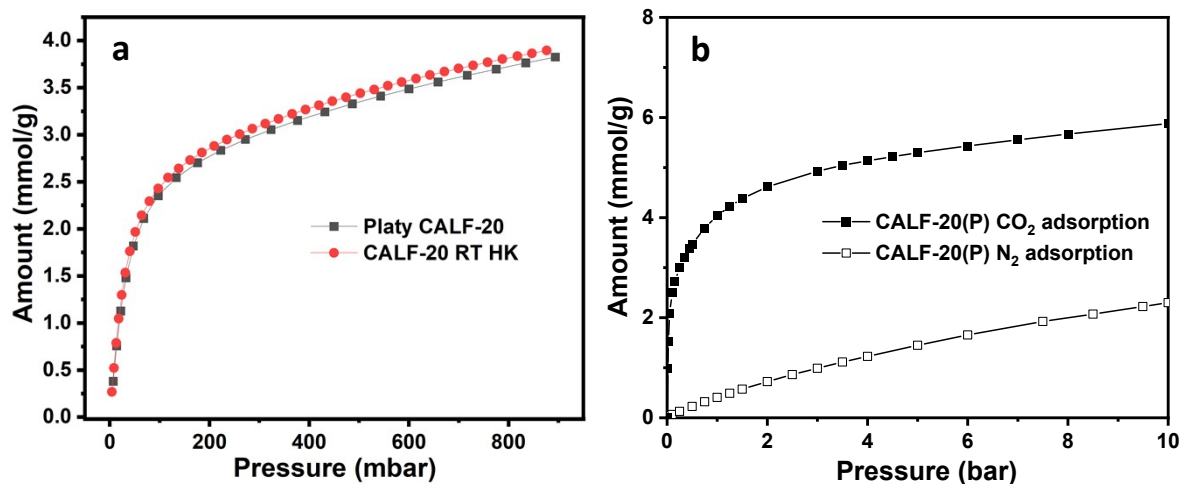 a
Amount (mmol/g)
4.0
3.5
3.0
2.5
2.0
1.5
1.0
0.5
0.0
Platy CALF-20
CALF-20 RT HK
0 200 400 600 800
Pressure (mbar)
b
Amount (mmol/g)
8
6
4
2
0
CALF-20(P) CO₂ adsorption
CALF-20(P) N₂ adsorption
0 2 4 6 8 10
Pressure (bar)